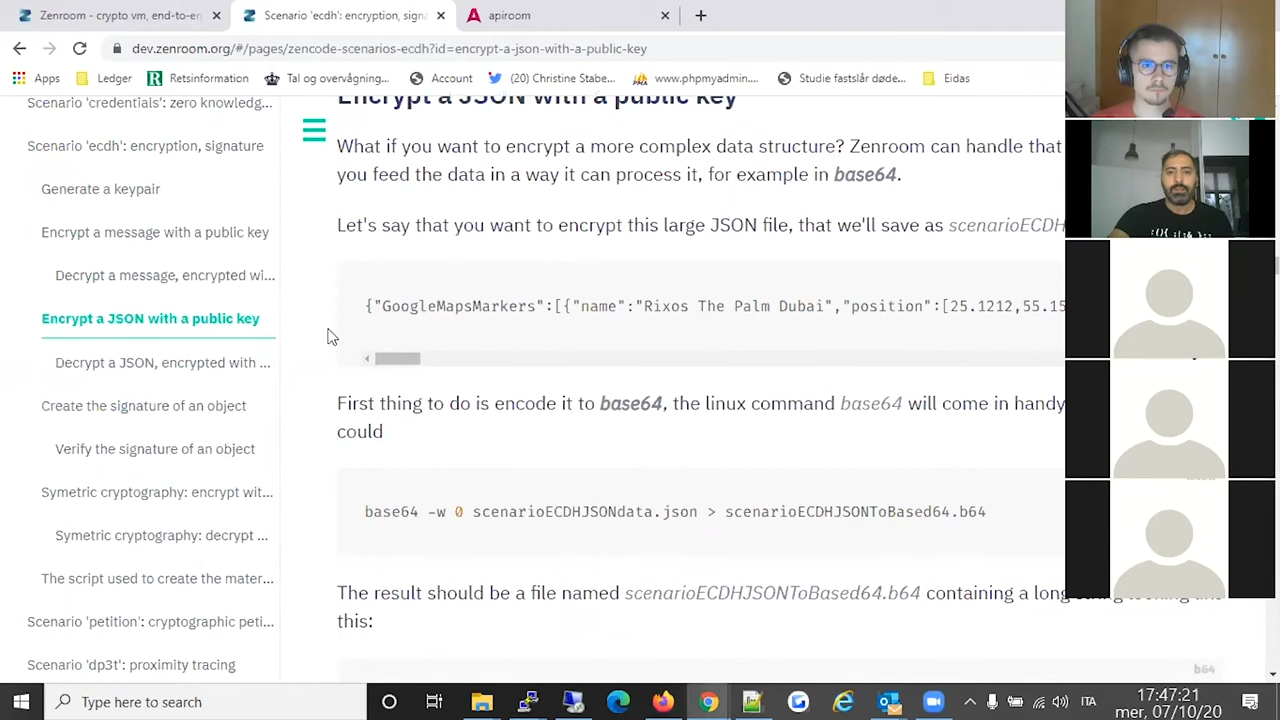 Zenroom - crypto vm, end-to-en
Scenario 'ecdh': encryption, signa
apiroom
dev.zenroom.org/#/pages/zencode-scenarios-ecdh?id=encrypt-a-json-with-a-public-key
Apps
Ledger
Retsinformation
Tal og overvågning...
Account
(20) Christine Stabe...
www.phpmyadmin....
Studie fastslår døde...
Eidas
Scenario 'credentials': zero knowledg...
Scenario 'ecdh': encryption, signature
Generate a keypair
Encrypt a message with a public key
Decrypt a message, encrypted wi...
Encrypt a JSON with a public key
Decrypt a JSON, encrypted with ...
Create the signature of an object
Verify the signature of an object
Symetric cryptography: encrypt wit...
Symetric cryptography: decrypt ...
The script used to create the mater...
Scenario 'petition': cryptographic peti...
Scenario 'dp3t': proximity tracing
Encrypt a JSON with a public key
What if you want to encrypt a more complex data structure? Zenroom can handle that
you feed the data in a way it can process it, for example in base64.
Let's say that you want to encrypt this large JSON file, that we'll save as scenarioECDH
{"GoogleMapsMarkers":[{"name":"Rixos The Palm Dubai","position":[25.1212,55.15
First thing to do is encode it to base64, the linux command base64 will come in handy
could
base64 -w 0 scenarioECDHJSONdata.json > scenarioECDHJSONToBased64.b64
The result should be a file named scenarioECDHJSONToBased64.b64 containing a long
this:
b64
Type here to search
ITA
17:47:21
mer, 07/10/20